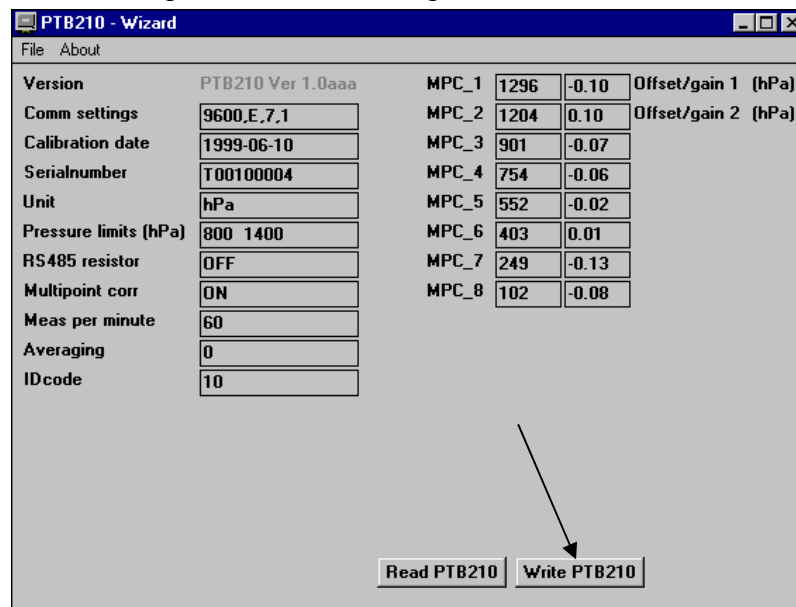 PTB210 - Wizard
File About
Version PTB210 Ver 1.0aaa MPC_1 1296 -0.10 Offset/gain 1 (hPa)
Comm settings 9600,E,7,1 MPC_2 1204 0.10 Offset/gain 2 (hPa)
Calibration date 1999-06-10 MPC_3 901 -0.07
Serialnumber T00100004 MPC_4 754 -0.06
Unit hPa MPC_5 552 -0.02
Pressure limits (hPa) 800 1400 MPC_6 403 0.01
RS485 resistor OFF MPC_7 249 -0.13
Multipoint corr ON MPC_8 102 -0.08
Meas per minute 60
Averaging 0
IDcode 10
Read PTB210 Write PTB210